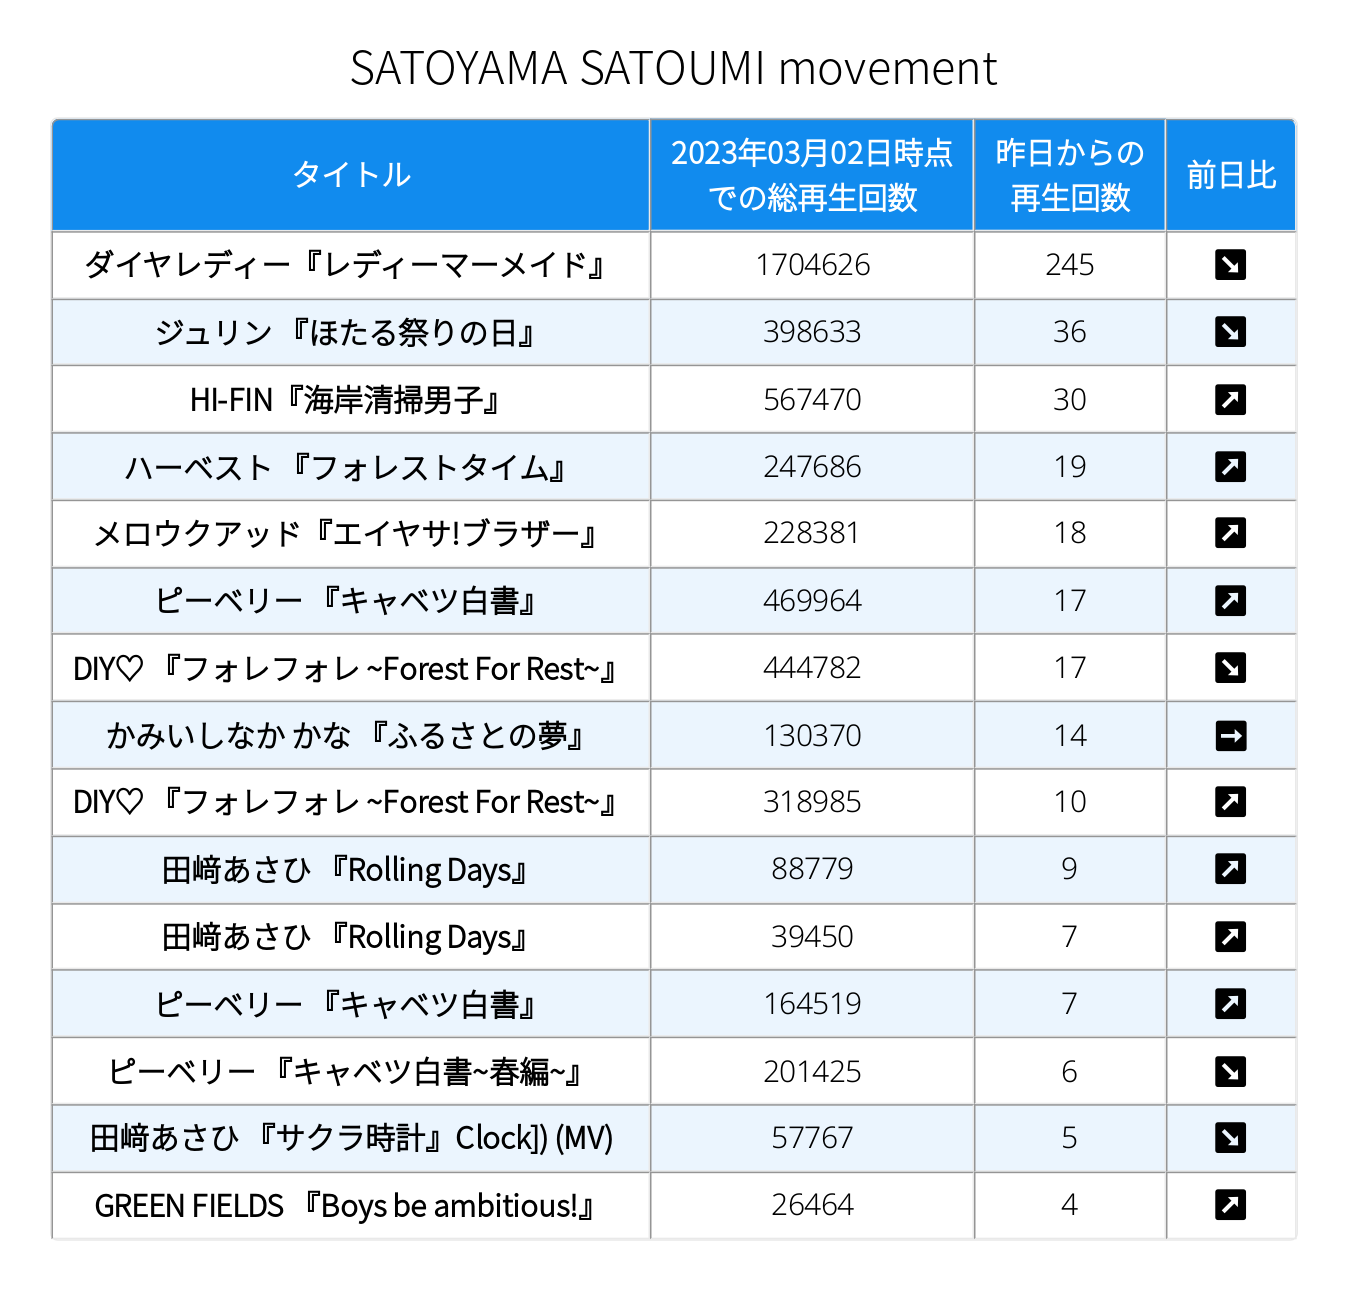 SATOYAMA SATOUMI movement
タイトル 2023年03月02日時点での総再生回数 昨日からの再生回数 前日比
ダイヤレディー『レディーマーメイド』 1704626 245 ↘
ジュリン 『ほたる祭りの日』 398633 36 ↘
HI-FIN『海岸清掃男子』 567470 30 ↗
ハーベスト 『フォレストタイム』 247686 19 ↗
メロウクアッド『エイヤサ!ブラザー』 228381 18 ↗
ピーベリー 『キャベツ白書』 469964 17 ↗
DIY♡ 『フォレフォレ ~Forest For Rest~』 444782 17 ↘
かみいしなか かな 『ふるさとの夢』 130370 14 →
DIY♡ 『フォレフォレ ~Forest For Rest~』 318985 10 ↗
田﨑あさひ 『Rolling Days』 88779 9 ↗
田﨑あさひ 『Rolling Days』 39450 7 ↗
ピーベリー 『キャベツ白書』 164519 7 ↗
ピーベリー 『キャベツ白書~春編~』 201425 6 ↘
田﨑あさひ 『サクラ時計』Clock]) (MV) 57767 5 ↘
GREEN FIELDS 『Boys be ambitious!』 26464 4 ↗